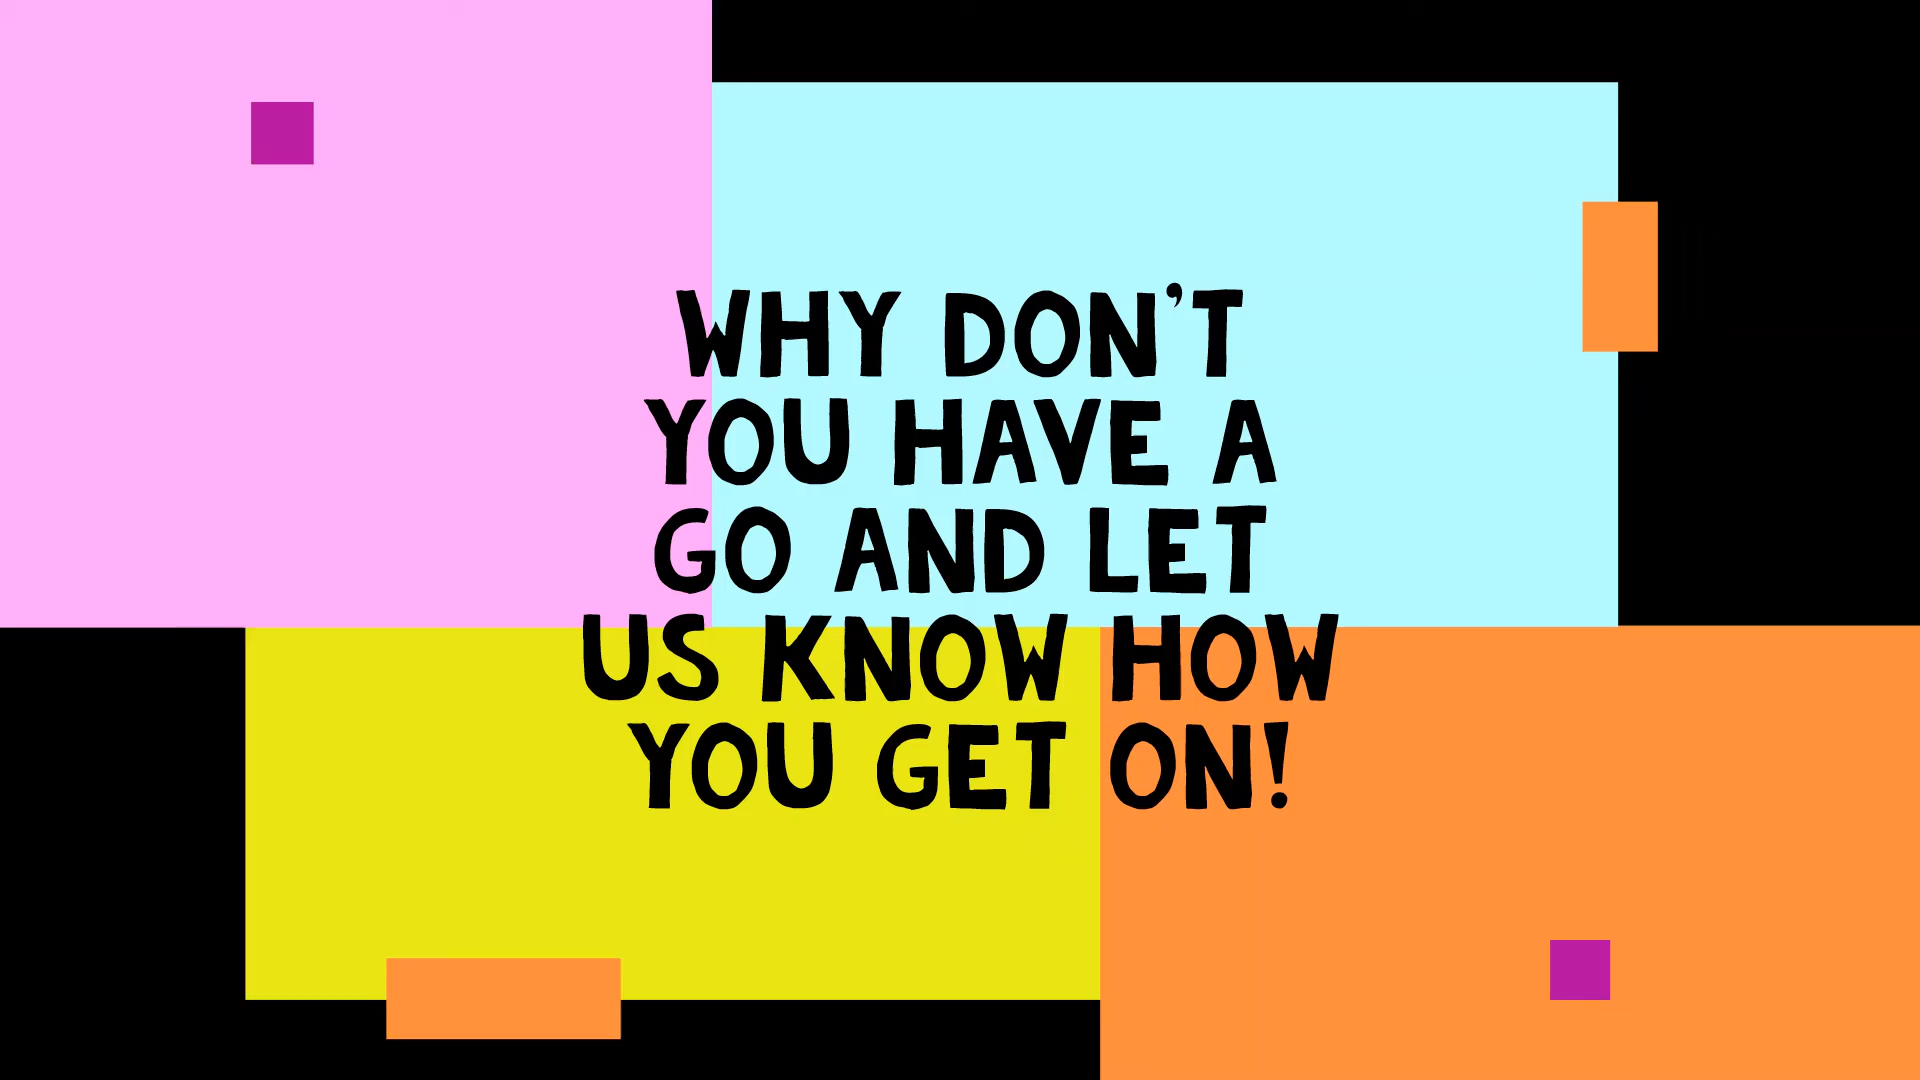 WHY DON'T
YOU HAVE A
GO AND LET
US KNOW HOW
YOU GET ON!